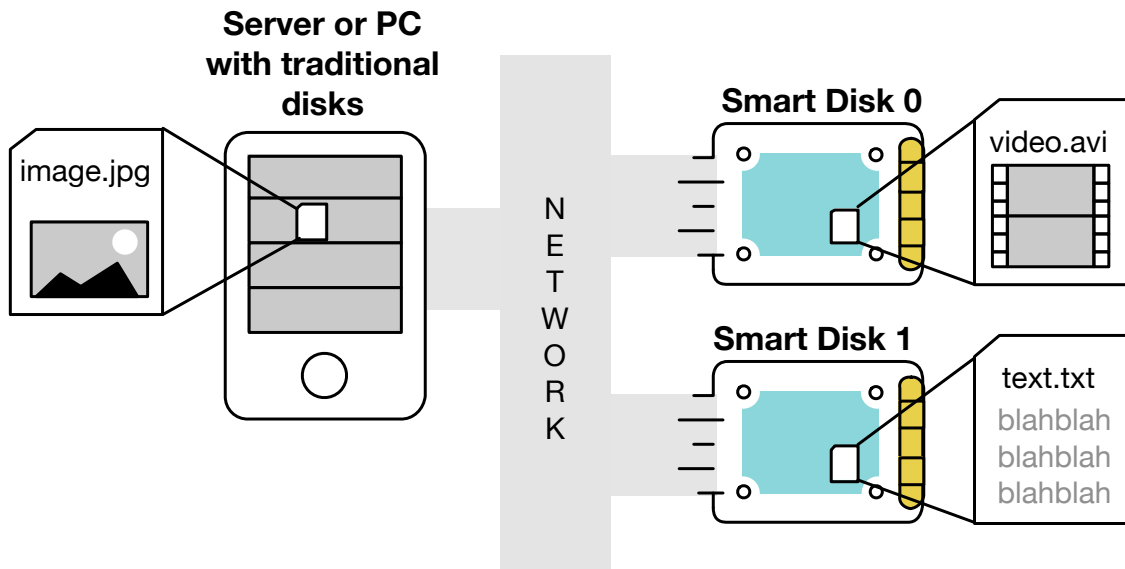 Server or PC
with traditional
disks
image.jpg
N
E
T
W
O
R
K
Smart Disk 0
video.avi
Smart Disk 1
text.txt
blahblah
blahblah
blahblah